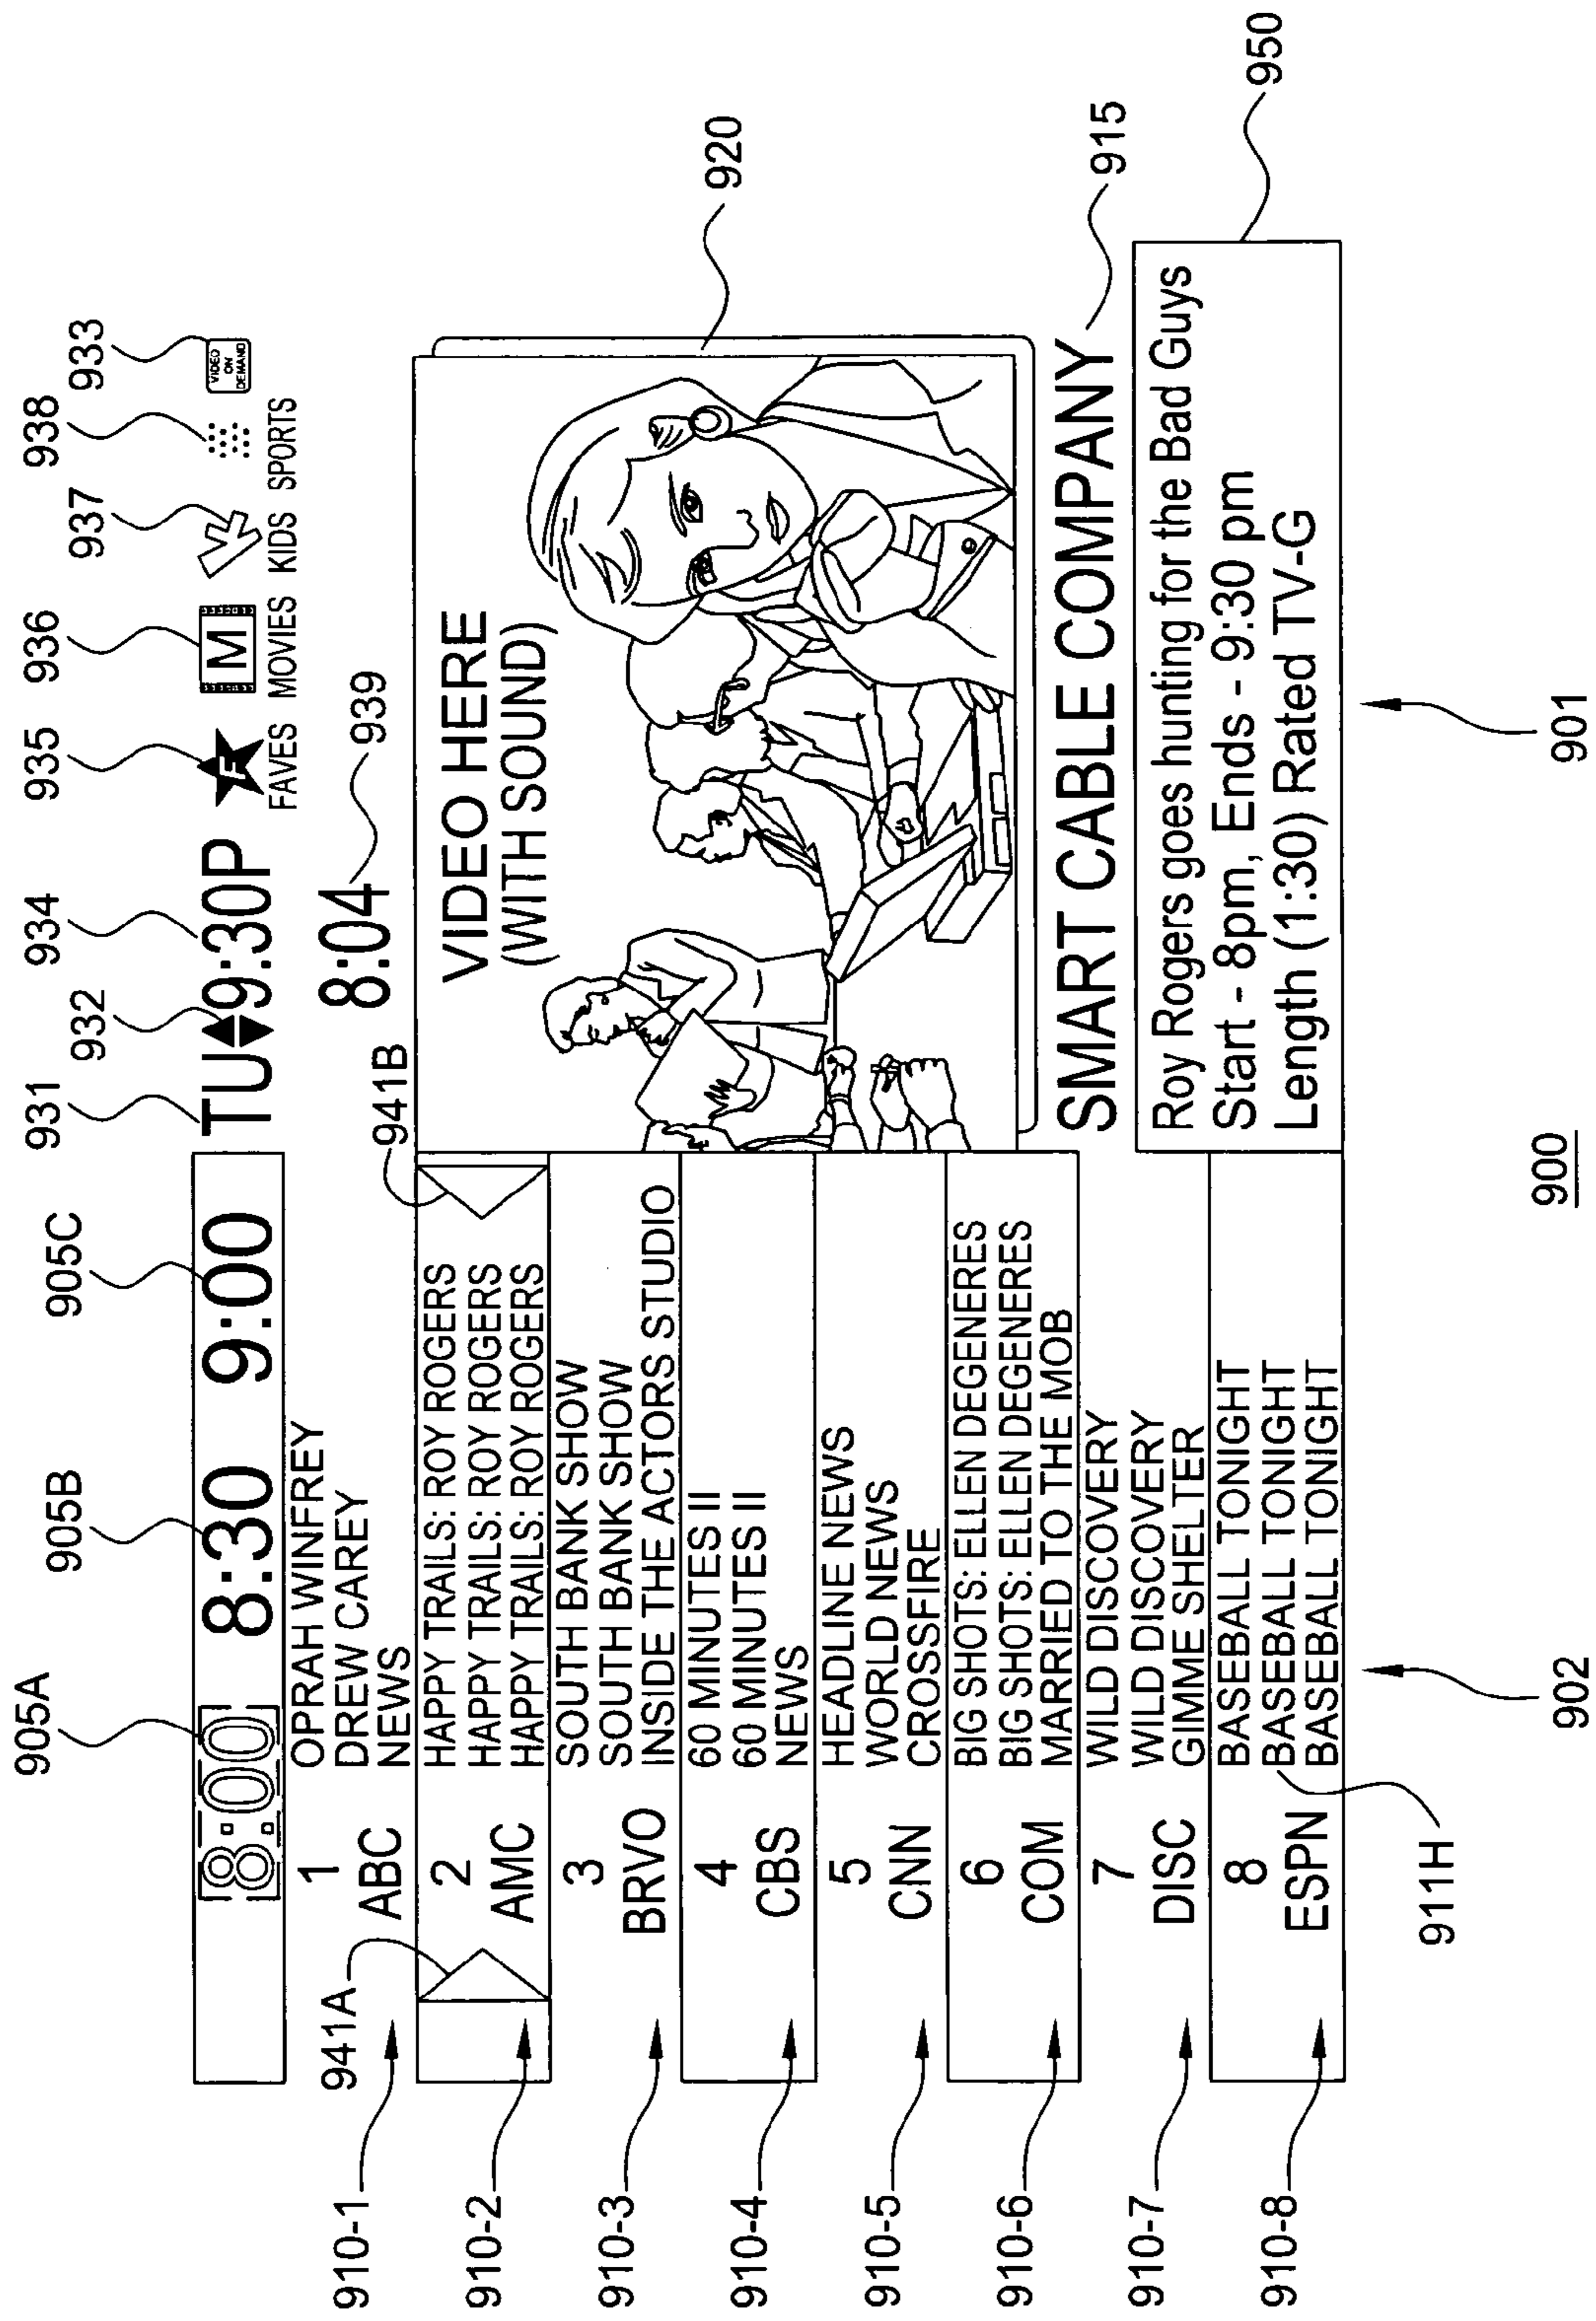 905A
905B
905C
931
932
934
935
936
937
938
933
8:00
8:30
9:00
TU
9:30P
F
M
VIDEO
ON
DEMAND
FAVES
MOVIES
KIDS
SPORTS
8:04
939
941A
941B
910-1
1
ABC
OPRAH WINFREY
DREW CAREY
NEWS
910-2
2
AMC
HAPPY TRAILS: ROY ROGERS
HAPPY TRAILS: ROY ROGERS
HAPPY TRAILS: ROY ROGERS
910-3
3
BRVO
SOUTH BANK SHOW
SOUTH BANK SHOW
INSIDE THE ACTORS STUDIO
910-4
4
CBS
60 MINUTES II
60 MINUTES II
NEWS
910-5
5
CNN
HEADLINE NEWS
WORLD NEWS
CROSSFIRE
910-6
6
COM
BIG SHOTS: ELLEN DEGENERES
BIG SHOTS: ELLEN DEGENERES
MARRIED TO THE MOB
910-7
7
DISC
WILD DISCOVERY
WILD DISCOVERY
GIMME SHELTER
910-8
8
ESPN
BASEBALL TONIGHT
BASEBALL TONIGHT
BASEBALL TONIGHT
911H
VIDEO HERE
(WITH SOUND)
920
SMART CABLE COMPANY
915
Roy Rogers goes hunting for the Bad Guys
Start - 8pm, Ends - 9:30 pm
Length (1:30) Rated TV-G
950
902
901
900